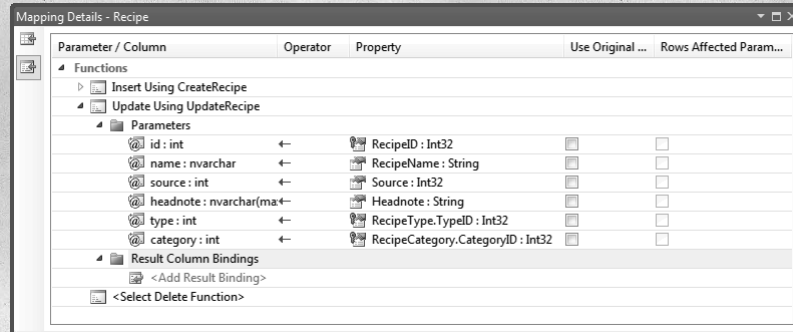 Mapping Details - Recipe
Parameter / Column Operator Property Use Original ... Rows Affected Param...
Functions
Insert Using CreateRecipe
Update Using UpdateRecipe
Parameters
id : int ← RecipeID : Int32
name : nvarchar ← RecipeName : String
source : int ← Source : Int32
headnote : nvarchar(ma: ← Headnote : String
type : int ← RecipeType.TypeID : Int32
category : int ← RecipeCategory.CategoryID : Int32
Result Column Bindings
<Add Result Binding>
<Select Delete Function>